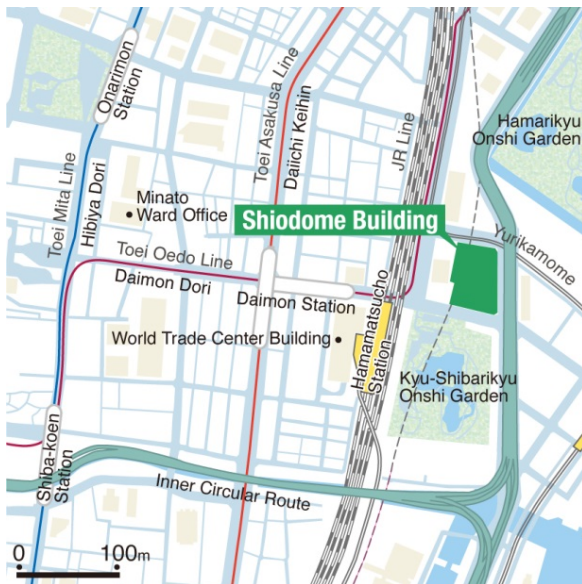 Onarimon
Station
Toei Asakusa Line
Daiichi Keihin
JR Line
Hamarikyu
Onshi Garden
Toei Mita Line
Hibiya Dori
Minato
Ward Office
Shiodome Building
Yurikamome
Toei Oedo Line
Daimon Dori
Daimon Station
World Trade Center Building
Hamamatsucho
Station
Kyu-Shibarikyu
Onshi Garden
Shiba-koen
Station
Inner Circular Route
0 100m